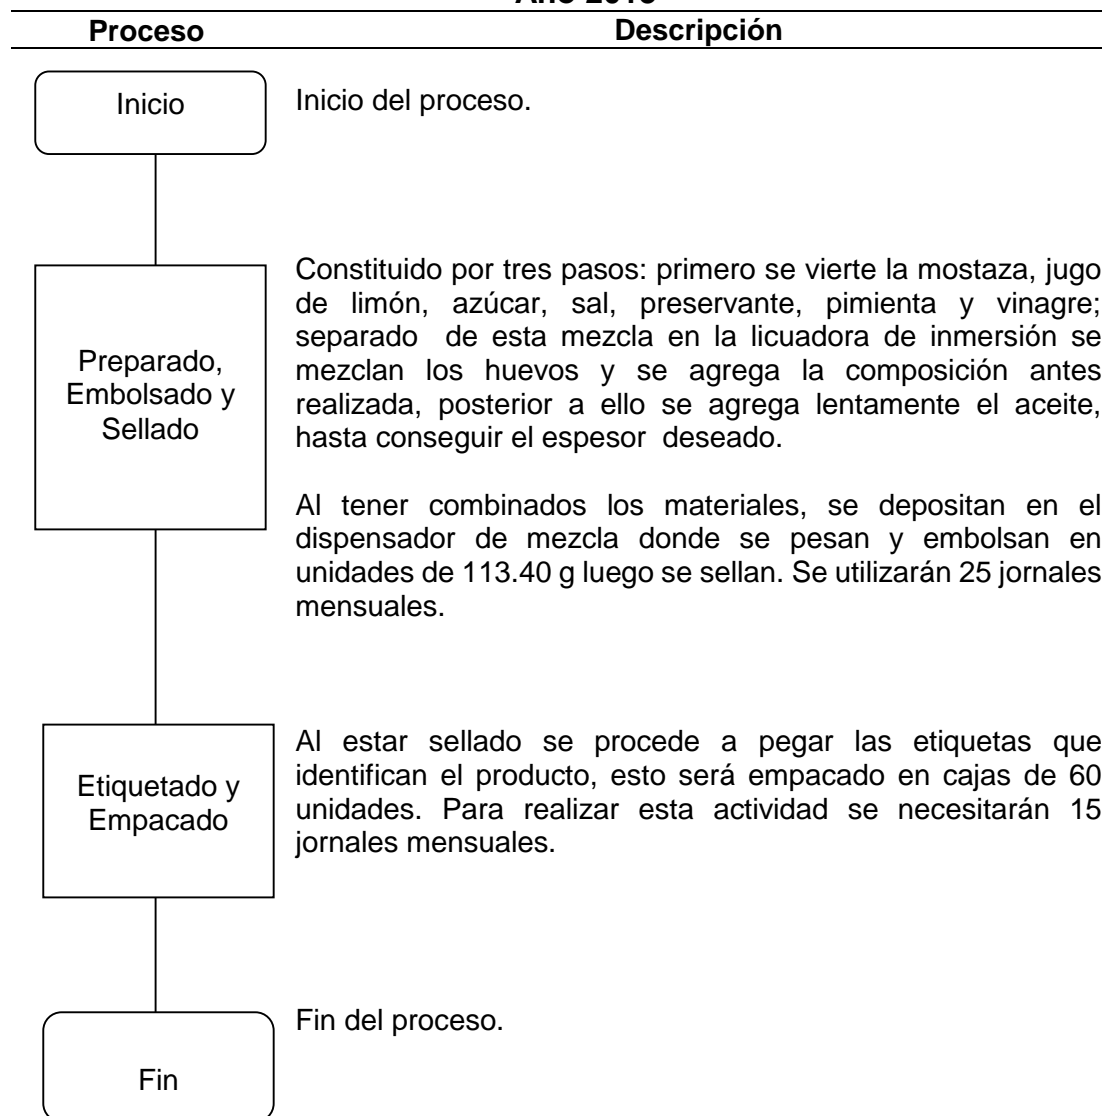 Proceso Descripción
Inicio
Inicio del proceso.
Preparado,
Embolsado y
Sellado
Constituido por tres pasos: primero se vierte la mostaza, jugo
de limón, azúcar, sal, preservante, pimienta y vinagre;
separado de esta mezcla en la licuadora de inmersión se
mezclan los huevos y se agrega la composición antes
realizada, posterior a ello se agrega lentamente el aceite,
hasta conseguir el espesor deseado.
Al tener combinados los materiales, se depositan en el
dispensador de mezcla donde se pesan y embolsan en
unidades de 113.40 g luego se sellan. Se utilizarán 25 jornales
mensuales.
Etiquetado y
Empacado
Al estar sellado se procede a pegar las etiquetas que
identifican el producto, esto será empacado en cajas de 60
unidades. Para realizar esta actividad se necesitarán 15
jornales mensuales.
Fin del proceso.
Fin